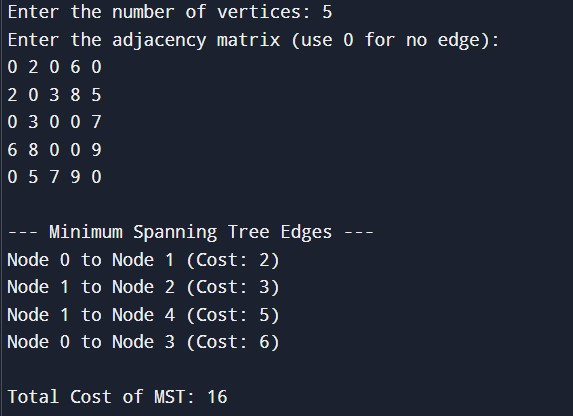 Enter the number of vertices: 5
Enter the adjacency matrix (use 0 for no edge):
0 2 0 6 0
2 0 3 8 5
0 3 0 0 7
6 8 0 0 9
0 5 7 9 0
--- Minimum Spanning Tree Edges ---
Node 0 to Node 1 (Cost: 2)
Node 1 to Node 2 (Cost: 3)
Node 1 to Node 4 (Cost: 5)
Node 0 to Node 3 (Cost: 6)
Total Cost of MST: 16